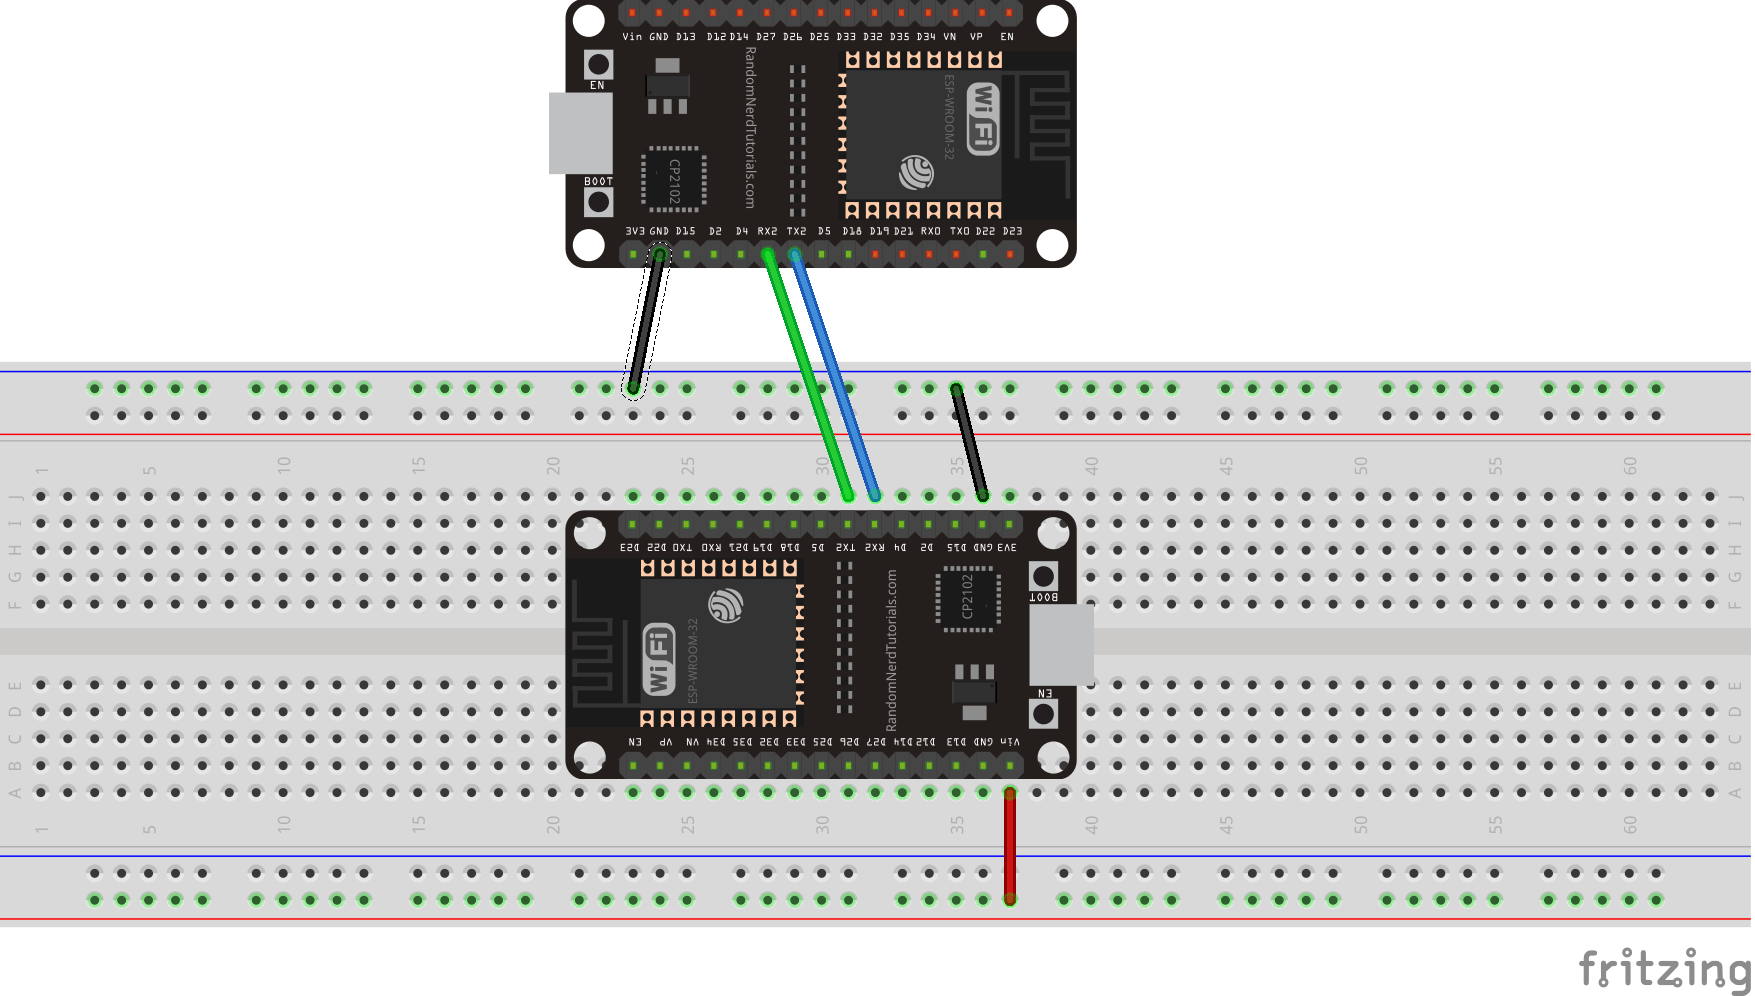 Vin GND D13 D12 D14 D27 D26 D25 D33 D32 D35 D34 VN VP EN
EN
RandomNerdTutorials.com
ESP-WROOM-32
WiFi
CP2102
BOOT
3V3 GND D15 D2 D4 RX2 TX2 D5 D18 D19 D21 RX0 TX0 D22 D23
1 5 10 15 20 25 30 35 40 45 50 55 60
J J
I I
H H
G G
F F
D23 D22 TX0 RX0 D21 D19 D18 D5 TX2 RX2 D4 D2 D15 GND 3V3
CP2102
BOOT
RandomNerdTutorials.com
WiFi
ESP-WROOM-32
EN
E E
D D
C C
B B
A A
EN VP VN D34 D35 D32 D33 D25 D26 D27 D14 D12 D13 GND Vin
1 5 10 15 20 25 30 35 40 45 50 55 60
fritzing